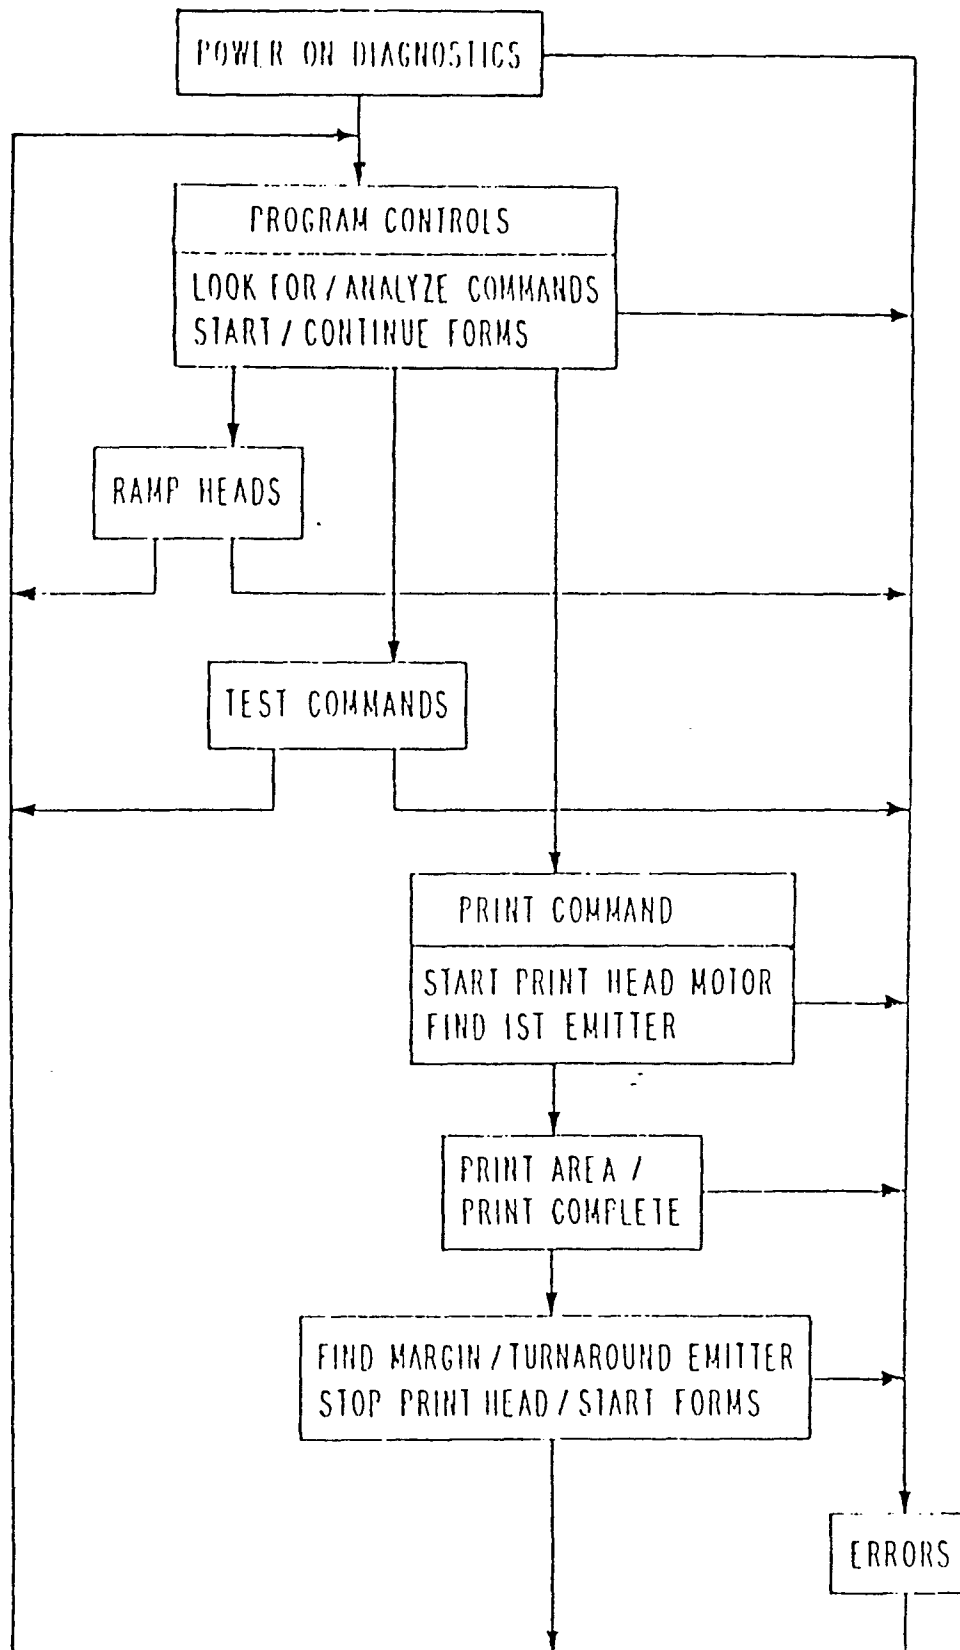 POWER ON DIAGNOSTICS
PROGRAM CONTROLS
LOOK FOR / ANALYZE COMMANDS
START / CONTINUE FORMS
RAMP HEADS
TEST COMMANDS
PRINT COMMAND
START PRINT HEAD MOTOR
FIND 1ST EMITTER
PRINT AREA /
PRINT COMPLETE
FIND MARGIN / TURNAROUND EMITTER
STOP PRINT HEAD / START FORMS
ERRORS